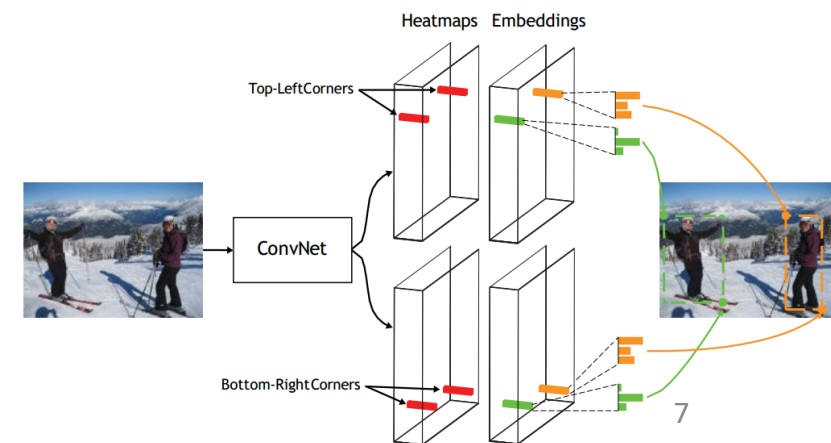 Heatmaps Embeddings
Top-LeftCorners
ConvNet
Bottom-RightCorners
7